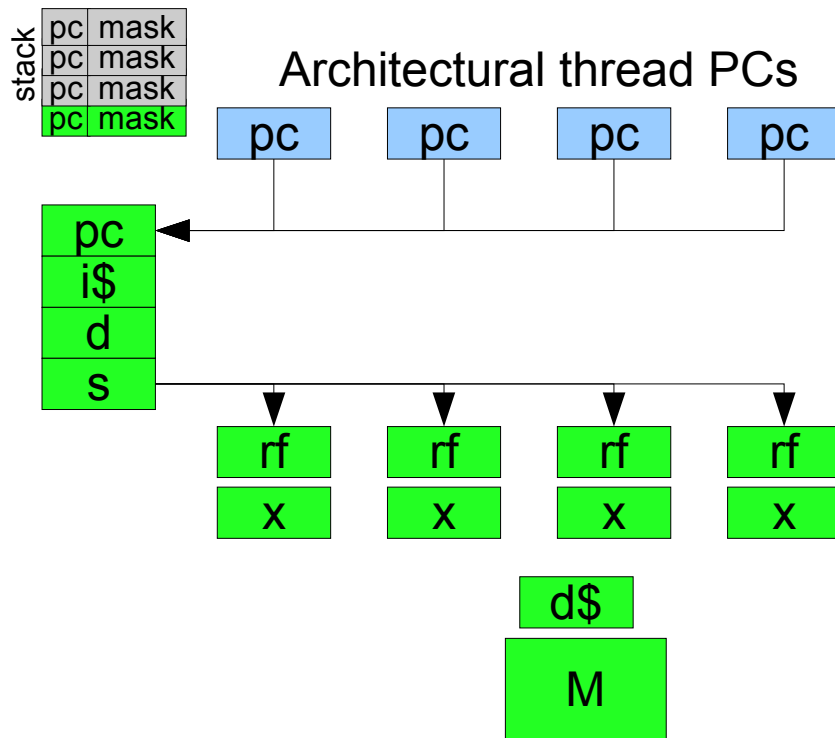 stack
pc mask
pc mask
pc mask
pc mask
Architectural thread PCs
pc pc pc pc
pc
i$
d
s
rf rf rf rf
x x x x
d$
M